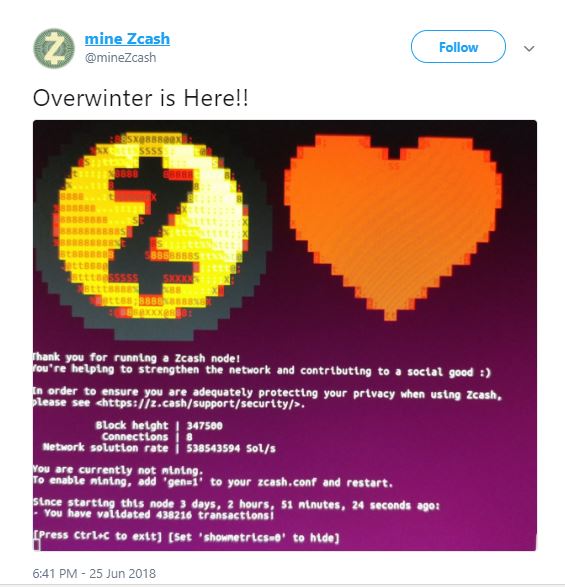 mine Zcash
@mineZcash
Follow
Overwinter is Here!!
Thank you for running a Zcash node!
You're helping to strengthen the network and contributing to a social good :)
In order to ensure you are adequately protecting your privacy when using Zcash,
please see <https://z.cash/support/security/>.
Block height | 347500
Connections | 8
Network solution rate | 538543594 Sol/s
You are currently not mining.
To enable mining, add 'gen=1' to your zcash.conf and restart.
Since starting this node 3 days, 2 hours, 51 minutes, 24 seconds ago:
- You have validated 438216 transactions!
[Press Ctrl+C to exit] [Set 'showmetrics=0' to hide]
6:41 PM - 25 Jun 2018